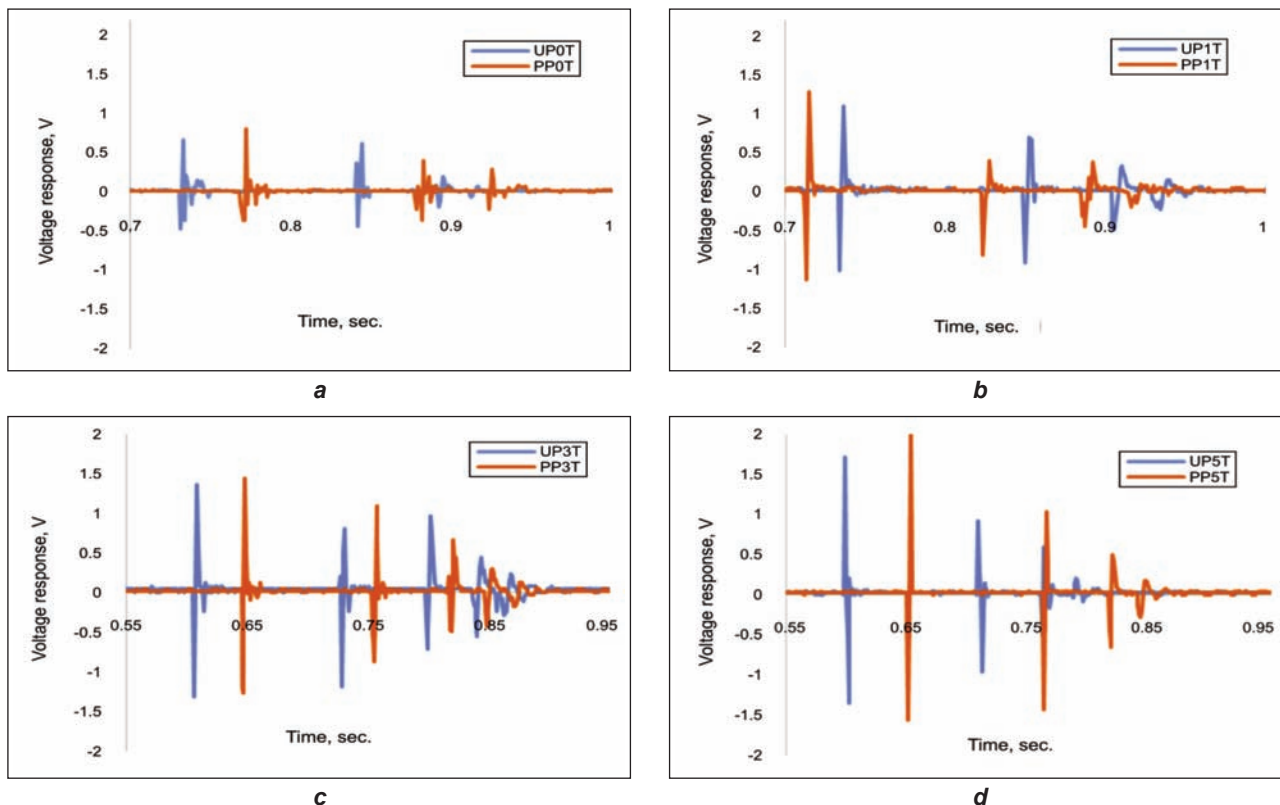 2
1.5
1
0.5
0
-0.5
-1
-1.5
-2
Voltage response, V
UP0T
PP0T
0.7 0.8 0.9 1
Time, sec.
a
2
1.5
1
0.5
0
-0.5
-1
-1.5
-2
Voltage response, V
UP1T
PP1T
0.7 0.8 0.9 1
Time, sec.
b
2
1.5
1
0.5
0
-0.5
-1
-1.5
-2
Voltage response, V
UP3T
PP3T
0.55 0.65 0.75 0.85 0.95
Time, sec.
c
2
1.5
1
0.5
0
-0.5
-1
-1.5
-2
Voltage response, V
UP5T
PP5T
0.55 0.65 0.75 0.85 0.95
Time, sec.
d